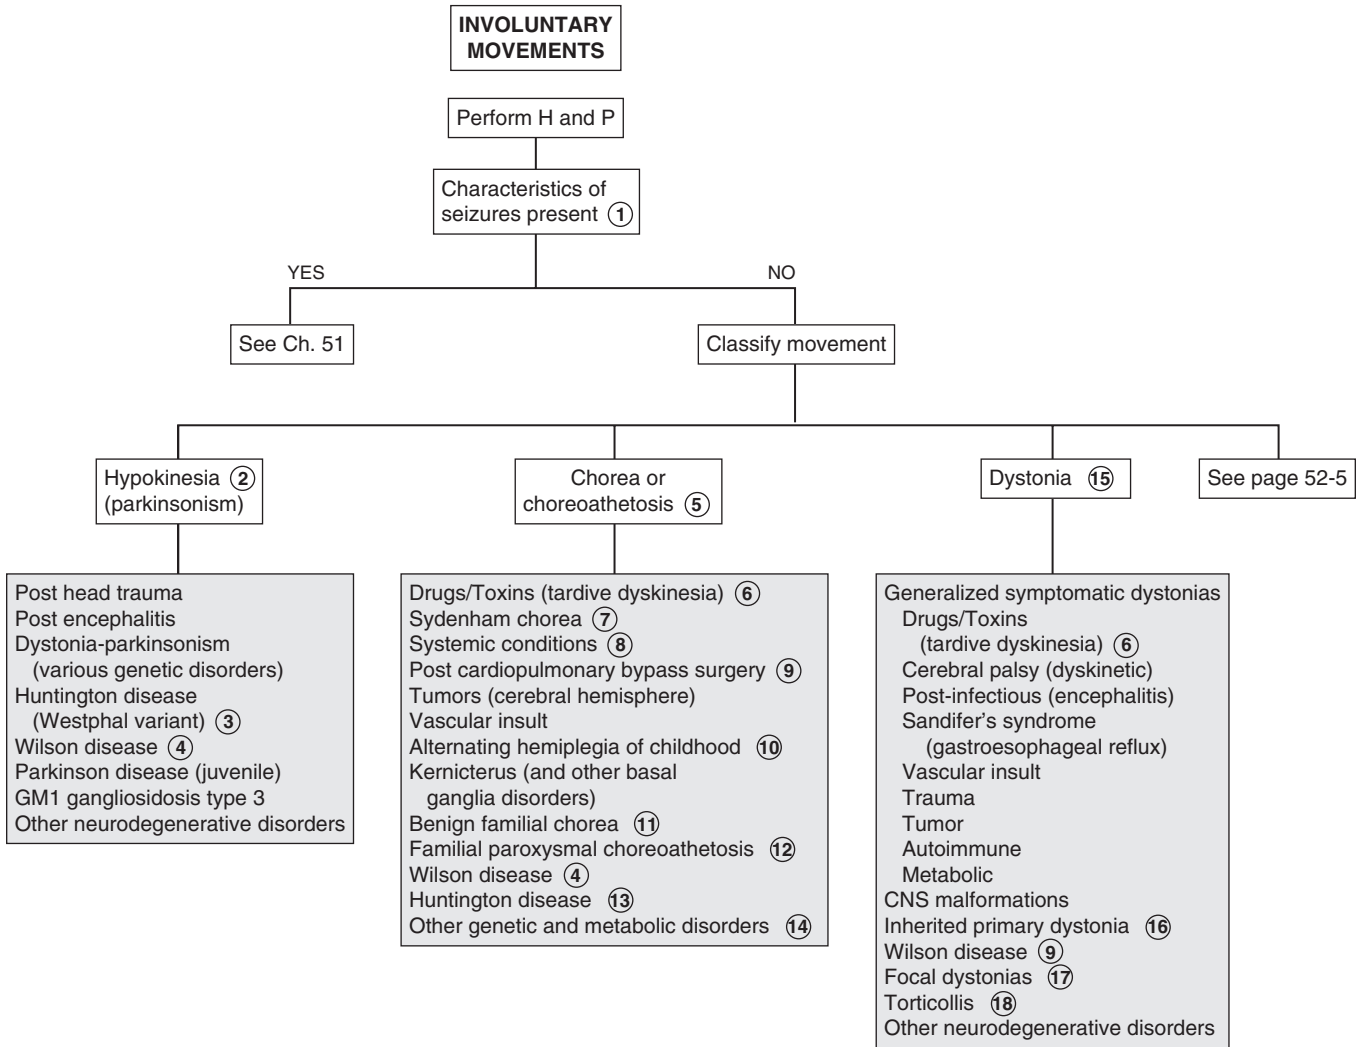 INVOLUNTARY
MOVEMENTS
Perform H and P
Characteristics of
seizures present 1
YES
NO
See Ch. 51
Classify movement
Hypokinesia 2
(parkinsonism)
Chorea or
choreoathetosis 5
Dystonia 15
See page 52-5
Post head trauma
Post encephalitis
Dystonia-parkinsonism
(various genetic disorders)
Huntington disease
(Westphal variant) 3
Wilson disease 4
Parkinson disease (juvenile)
GM1 gangliosidosis type 3
Other neurodegenerative disorders
Drugs/Toxins (tardive dyskinesia) 6
Sydenham chorea 7
Systemic conditions 8
Post cardiopulmonary bypass surgery 9
Tumors (cerebral hemisphere)
Vascular insult
Alternating hemiplegia of childhood 10
Kernicterus (and other basal
ganglia disorders)
Benign familial chorea 11
Familial paroxysmal choreoathetosis 12
Wilson disease 4
Huntington disease 13
Other genetic and metabolic disorders 14
Generalized symptomatic dystonias
Drugs/Toxins
(tardive dyskinesia) 6
Cerebral palsy (dyskinetic)
Post-infectious (encephalitis)
Sandifer's syndrome
(gastroesophageal reflux)
Vascular insult
Trauma
Tumor
Autoimmune
Metabolic
CNS malformations
Inherited primary dystonia 16
Wilson disease 9
Focal dystonias 17
Torticollis 18
Other neurodegenerative disorders